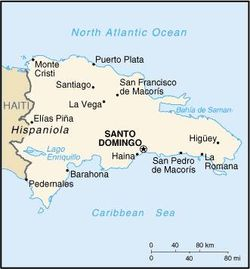 North Atlantic Ocean
Monte
Cristi
Puerto Plata
Santiago
San Francisco
de Macorís
HAITI
La Vega
Bahía de Samaná
Elías Piña
Hispaniola
SANTO
DOMINGO
Higüey
Lago
Enriquillo
Haina
San Pedro
de Macorís
La
Romana
Barahona
Pedernales
Caribbean Sea
0 40 80 km
0 40 80 mi